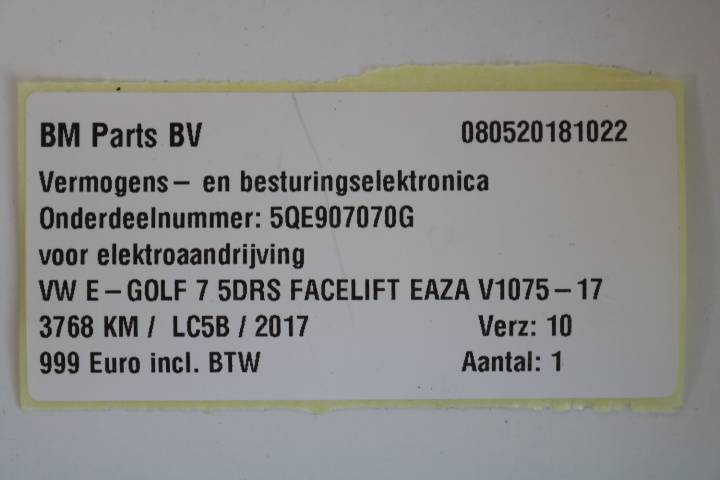 BM Parts BV 080520181022
Vermogens – en besturingselektronica
Onderdeelnummer: 5QE907070G
voor elektroaandrijving
VW E – GOLF 7 5DRS FACELIFT EAZA V1075 – 17
3768 KM / LC5B / 2017 Verz: 10
999 Euro incl. BTW Aantal: 1